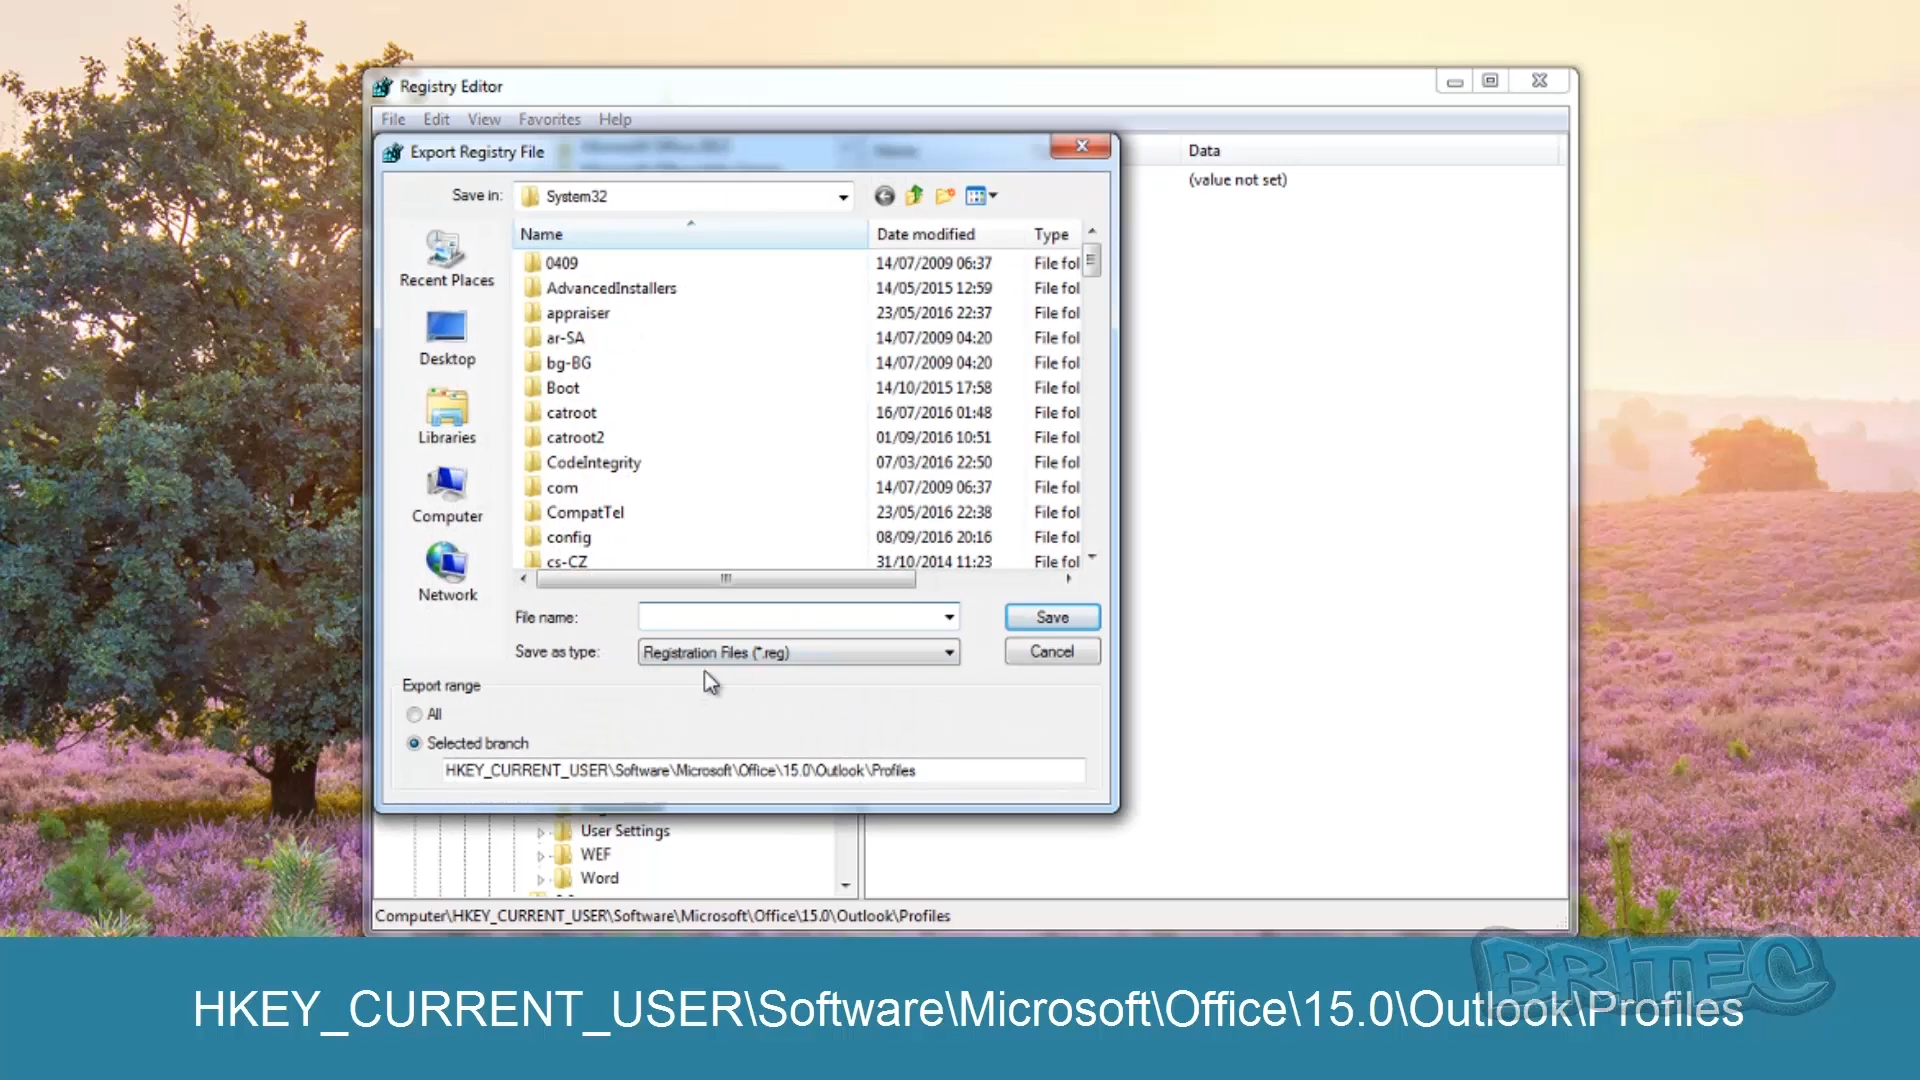 Registry Editor
File Edit View Favorites Help
Export Registry File
Data
(value not set)
Save in: System32
Name Date modified Type
0409 14/07/2009 06:37 File fol
AdvancedInstallers 14/05/2015 12:59 File fol
appraiser 23/05/2016 22:37 File fol
ar-SA 14/07/2009 04:20 File fol
bg-BG 14/07/2009 04:20 File fol
Boot 14/10/2015 17:58 File fol
catroot 16/07/2016 01:48 File fol
catroot2 01/09/2016 10:51 File fol
CodeIntegrity 07/03/2016 22:50 File fol
com 14/07/2009 06:37 File fol
CompatTel 23/05/2016 22:38 File fol
config 08/09/2016 20:16 File fol
cs-CZ 31/10/2014 11:23 File fol
Recent Places
Desktop
Libraries
Computer
Network
File name: Save
Save as type: Registration Files (*.reg) Cancel
Export range
All
Selected branch
HKEY_CURRENT_USER\Software\Microsoft\Office\15.0\Outlook\Profiles
User Settings
WEF
Word
Computer\HKEY_CURRENT_USER\Software\Microsoft\Office\15.0\Outlook\Profiles
BRITEC
HKEY_CURRENT_USER\Software\Microsoft\Office\15.0\Outlook\Profiles